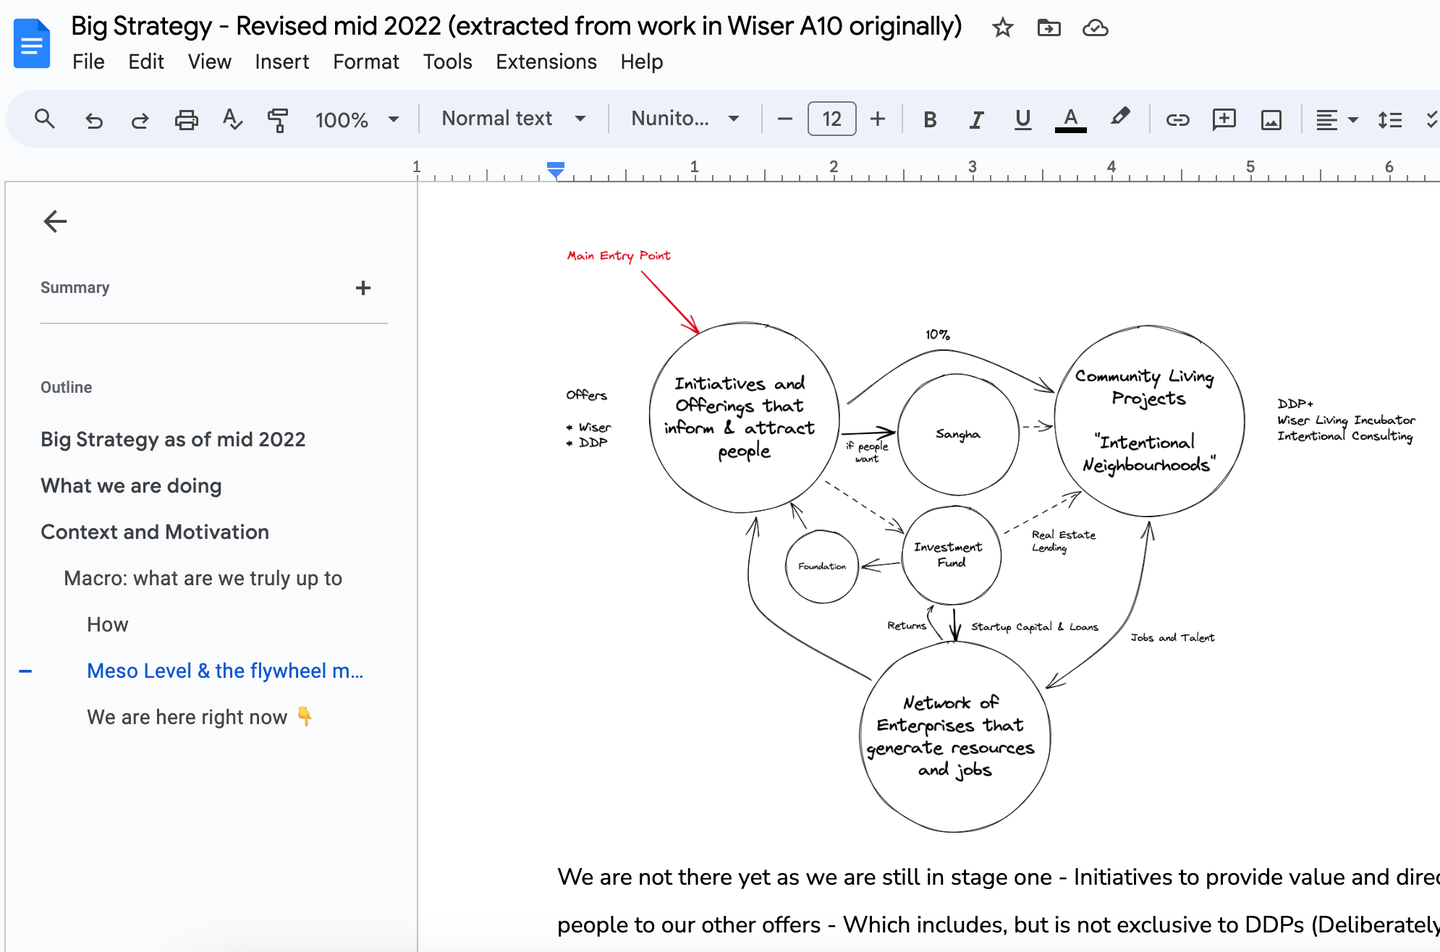 Big Strategy - Revised mid 2022 (extracted from work in Wiser A10 originally)
File Edit View Insert Format Tools Extensions Help
100% Normal text Nunito... 12 B I U A
1 1 2 3 4 5 6
Summary
Outline
Big Strategy as of mid 2022
What we are doing
Context and Motivation
Macro: what are we truly up to
How
Meso Level & the flywheel m...
We are here right now 👇
Main Entry Point
Offers
* Wiser
* DDP
Initiatives and
Offerings that
inform & attract
people
10%
if people
want
Sangha
Community Living
Projects
"Intentional
Neighbourhoods"
DDP+
Wiser Living Incubator
Intentional Consulting
Foundation
Investment
Fund
Real Estate
Lending
Returns
Startup Capital & Loans
Jobs and Talent
Network of
Enterprises that
generate resources
and jobs
We are not there yet as we are still in stage one - Initiatives to provide value and direc
people to our other offers - Which includes, but is not exclusive to DDPs (Deliberately